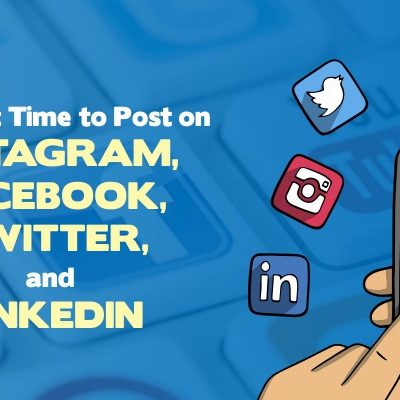 t Time to Post on
TAGRAM,
CEBOOK,
WITTER,
and
NKEDIN
in